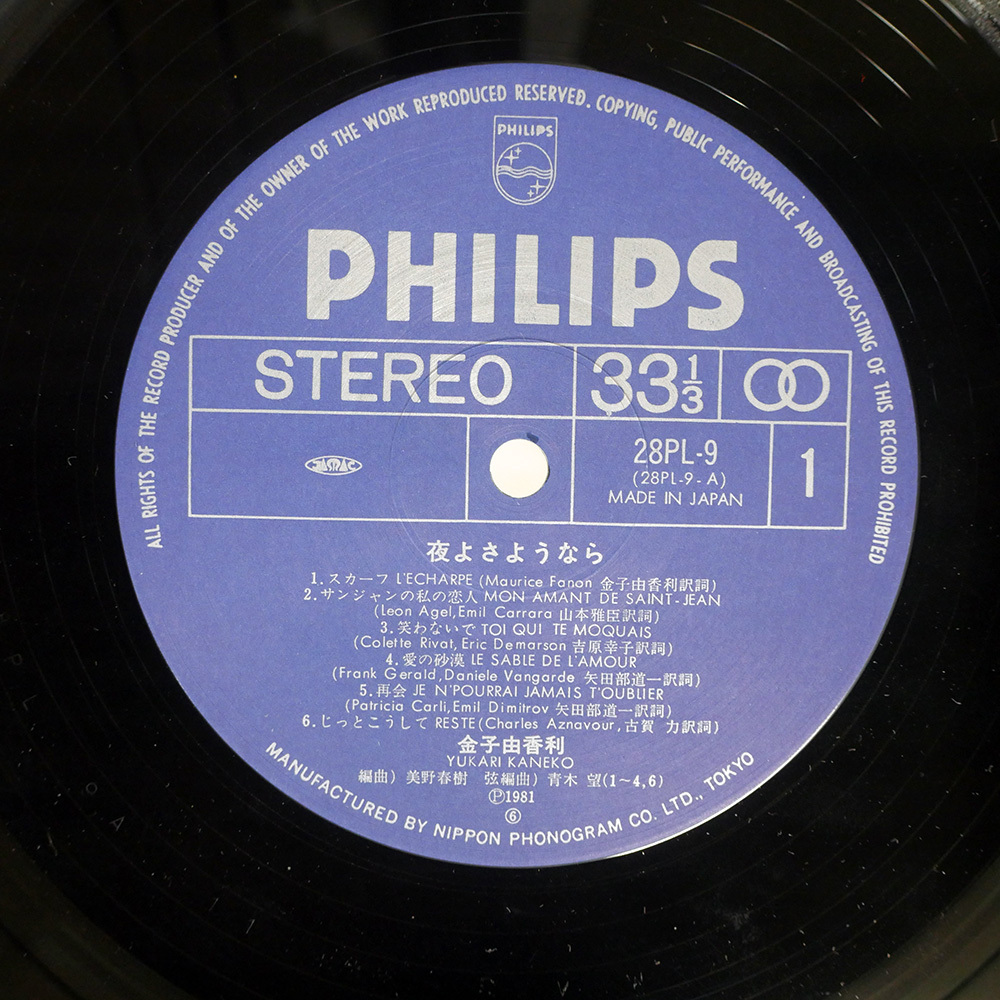 ALL RIGHTS OF THE RECORD PRODUCER AND OF THE OWNER OF THE WORK REPRODUCED RESERVED. COPYING, PUBLIC PERFORMANCE AND BROADCASTING OF THIS RECORD PROHIBITED
PHILIPS
PHILIPS
STEREO
33 1/3
JASRAC
28PL-9
(28PL-9-A)
MADE IN JAPAN
1
夜よさようなら
1.スカーフ L'ECHARPE (Maurice Fanon 金子由香利訳詞)
2.サンジャンの私の恋人 MON AMANT DE SAINT-JEAN
(Leon Agel,Emil Carrara 山本雅臣訳詞)
3.笑わないで TOI QUI TE MOQUAIS
(Colette Rivat, Eric Demarson 吉原幸子訳詞)
4.愛の砂漠 LE SABLE DE L'AMOUR
(Frank Gerald, Daniele Vangarde 矢田部道一訳詞)
5.再会 JE N'POURRAI JAMAIS T'OUBLIER
(Patricia Carli,Emil Dimitrov 矢田部道一訳詞)
6.じっとこうして RESTE(Charles Aznavour,古賀 力訳詞)
金子由香利
YUKARI KANEKO
編曲) 美野春樹 弦編曲) 青木 望(1~4,6)
Ⓟ1981
⑥
MANUFACTURED BY NIPPON PHONOGRAM CO. LTD., TOKYO